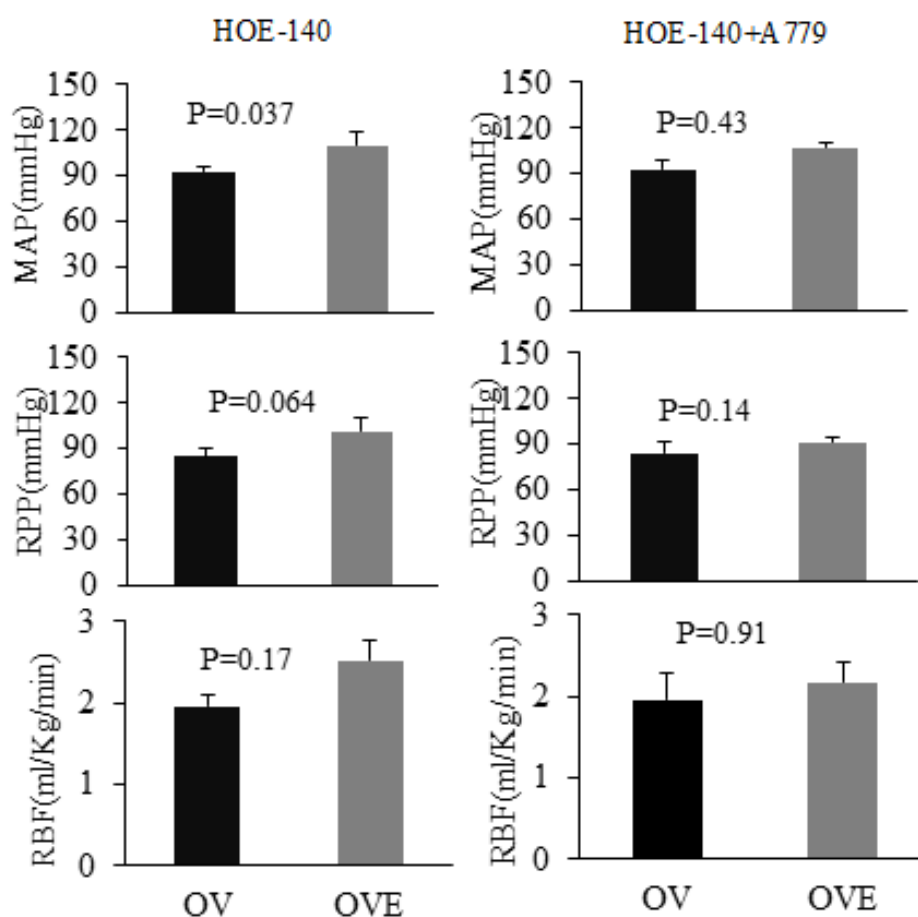 HOE-140
HOE-140+A779
MAP(mmHg)
150
120
90
60
30
0
P=0.037
MAP(mmHg)
150
120
90
60
30
0
P=0.43
RPP(mmHg)
150
120
90
60
30
0
P=0.064
RPP(mmHg)
150
120
90
60
30
0
P=0.14
RBF(ml/Kg/min)
3
2
1
0
P=0.17
OV
OVE
RBF(ml/Kg/min)
3
2
1
0
P=0.91
OV
OVE